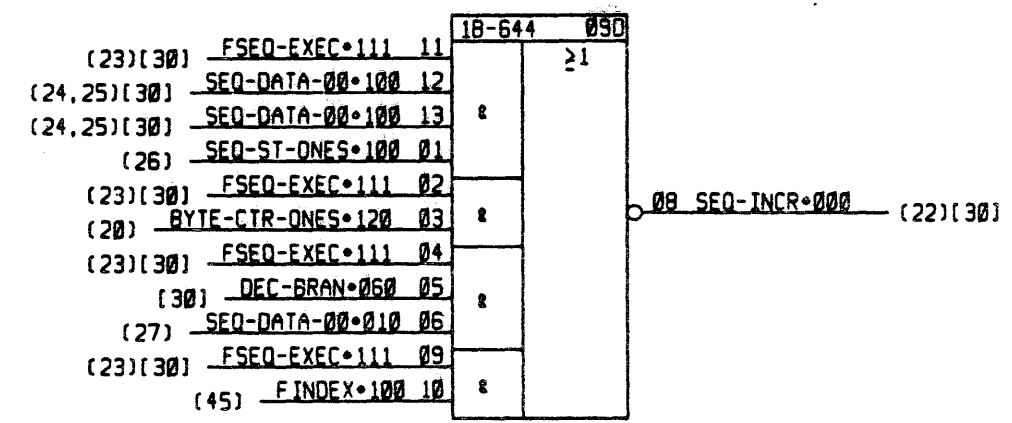 1B-644 09D
≥1
(23)[30] FSEQ-EXEC•111 11
(24,25)[30] SEQ-DATA-00•100 12
(24,25)[30] SEQ-DATA-00•100 13
&
(26) SEQ-ST-ONES•100 01
(23)[30] FSEQ-EXEC•111 02
(20) BYTE-CTR-ONES•120 03
&
08 SEQ-INCR•000 (22)[30]
(23)[30] FSEQ-EXEC•111 04
[30] DEC-BRAN•060 05
&
(27) SEQ-DATA-00•010 06
(23)[30] FSEQ-EXEC•111 09
(45) FINDEX•100 10
&